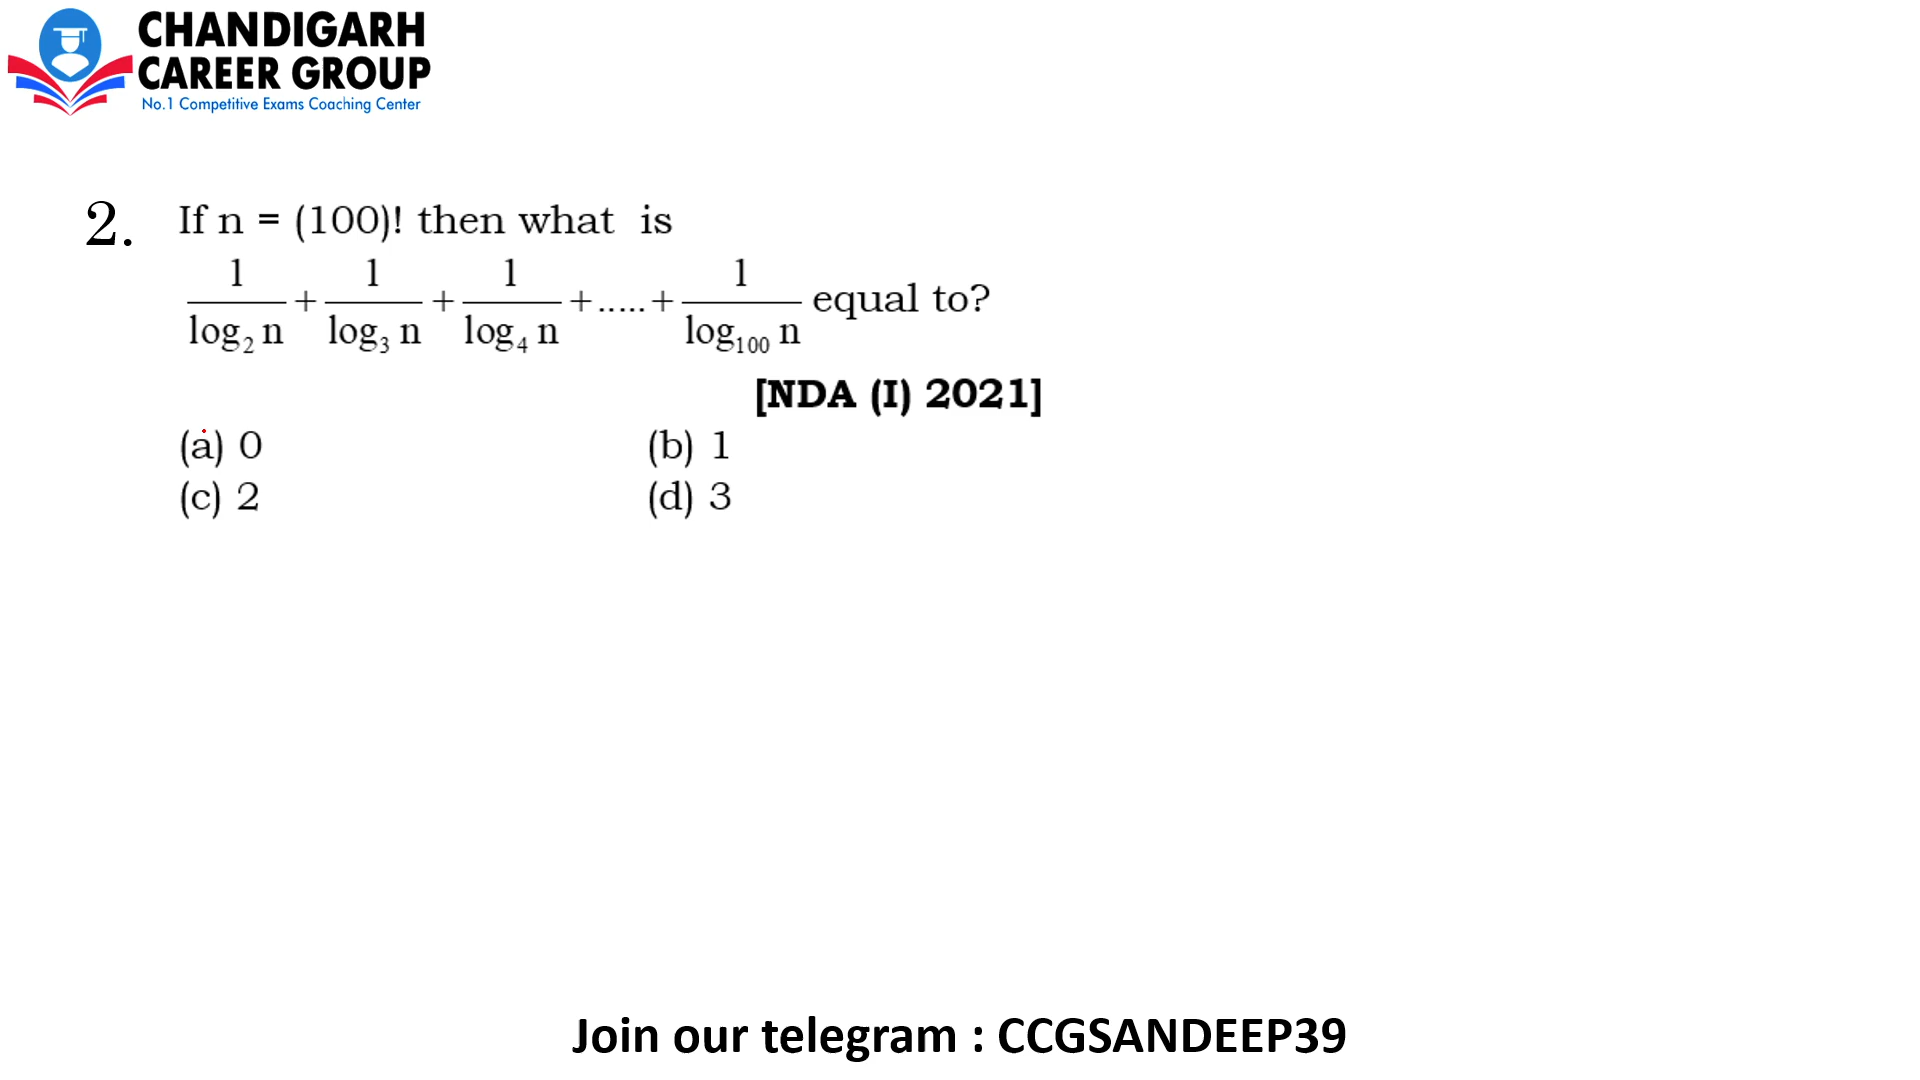 CHANDIGARH
CAREER GROUP
No.1 Competitive Exams Coaching Center
2. If n = (100)! then what is
1/log₂ n + 1/log₃ n + 1/log₄ n + ..... + 1/log₁₀₀ n equal to?
[NDA (I) 2021]
(a) 0 (b) 1
(c) 2 (d) 3
Join our telegram : CCGSANDEEP39